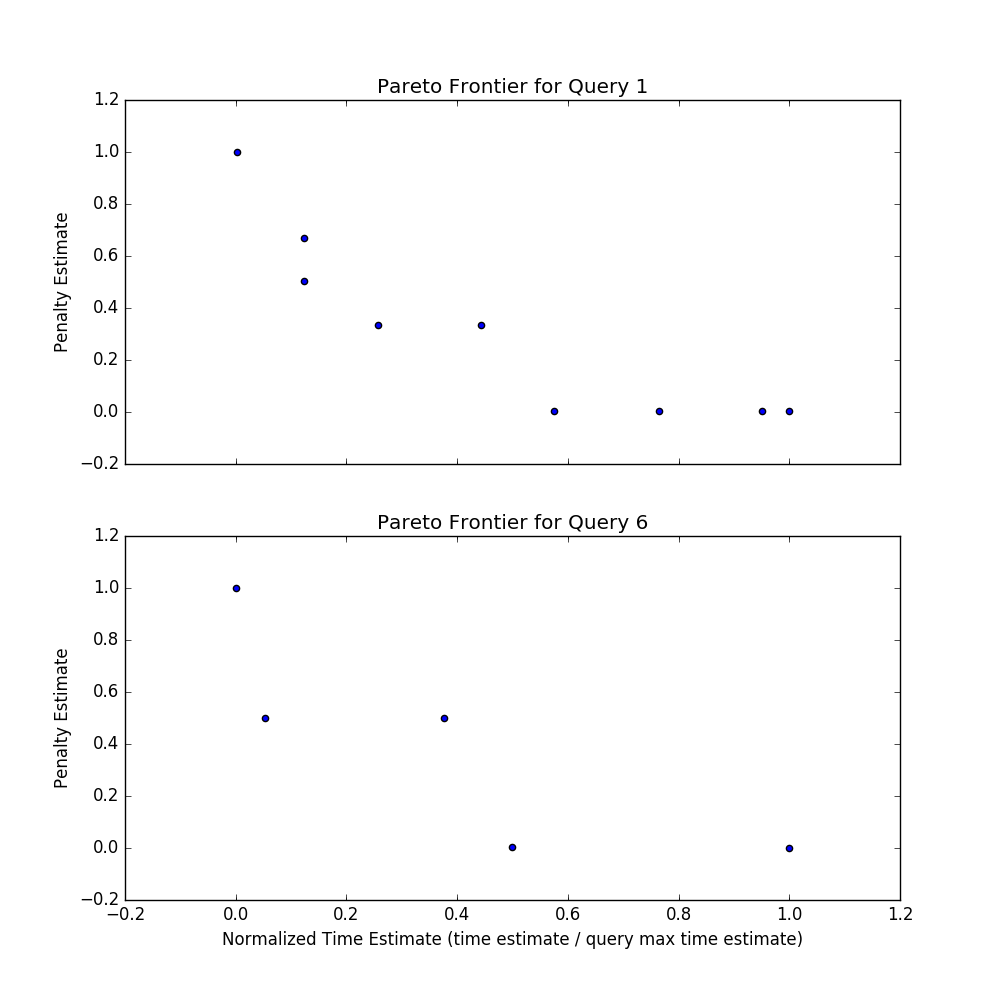 Pareto Frontier for Query 1
1.2
1.0
0.8
0.6
0.4
0.2
0.0
−0.2
Penalty Estimate
Pareto Frontier for Query 6
1.2
1.0
0.8
0.6
0.4
0.2
0.0
−0.2
Penalty Estimate
−0.2 0.0 0.2 0.4 0.6 0.8 1.0 1.2
Normalized Time Estimate (time estimate / query max time estimate)